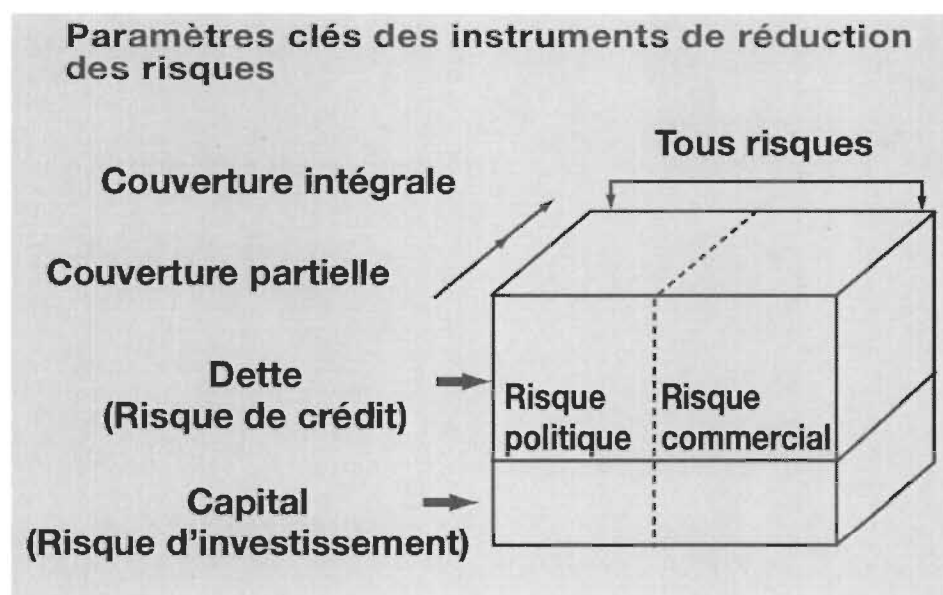 Paramètres clés des instruments de réduction
des risques
Tous risques
Couverture intégrale
Couverture partielle
Dette
(Risque de crédit)
Risque
politique
Risque
commercial
Capital
(Risque d'investissement)